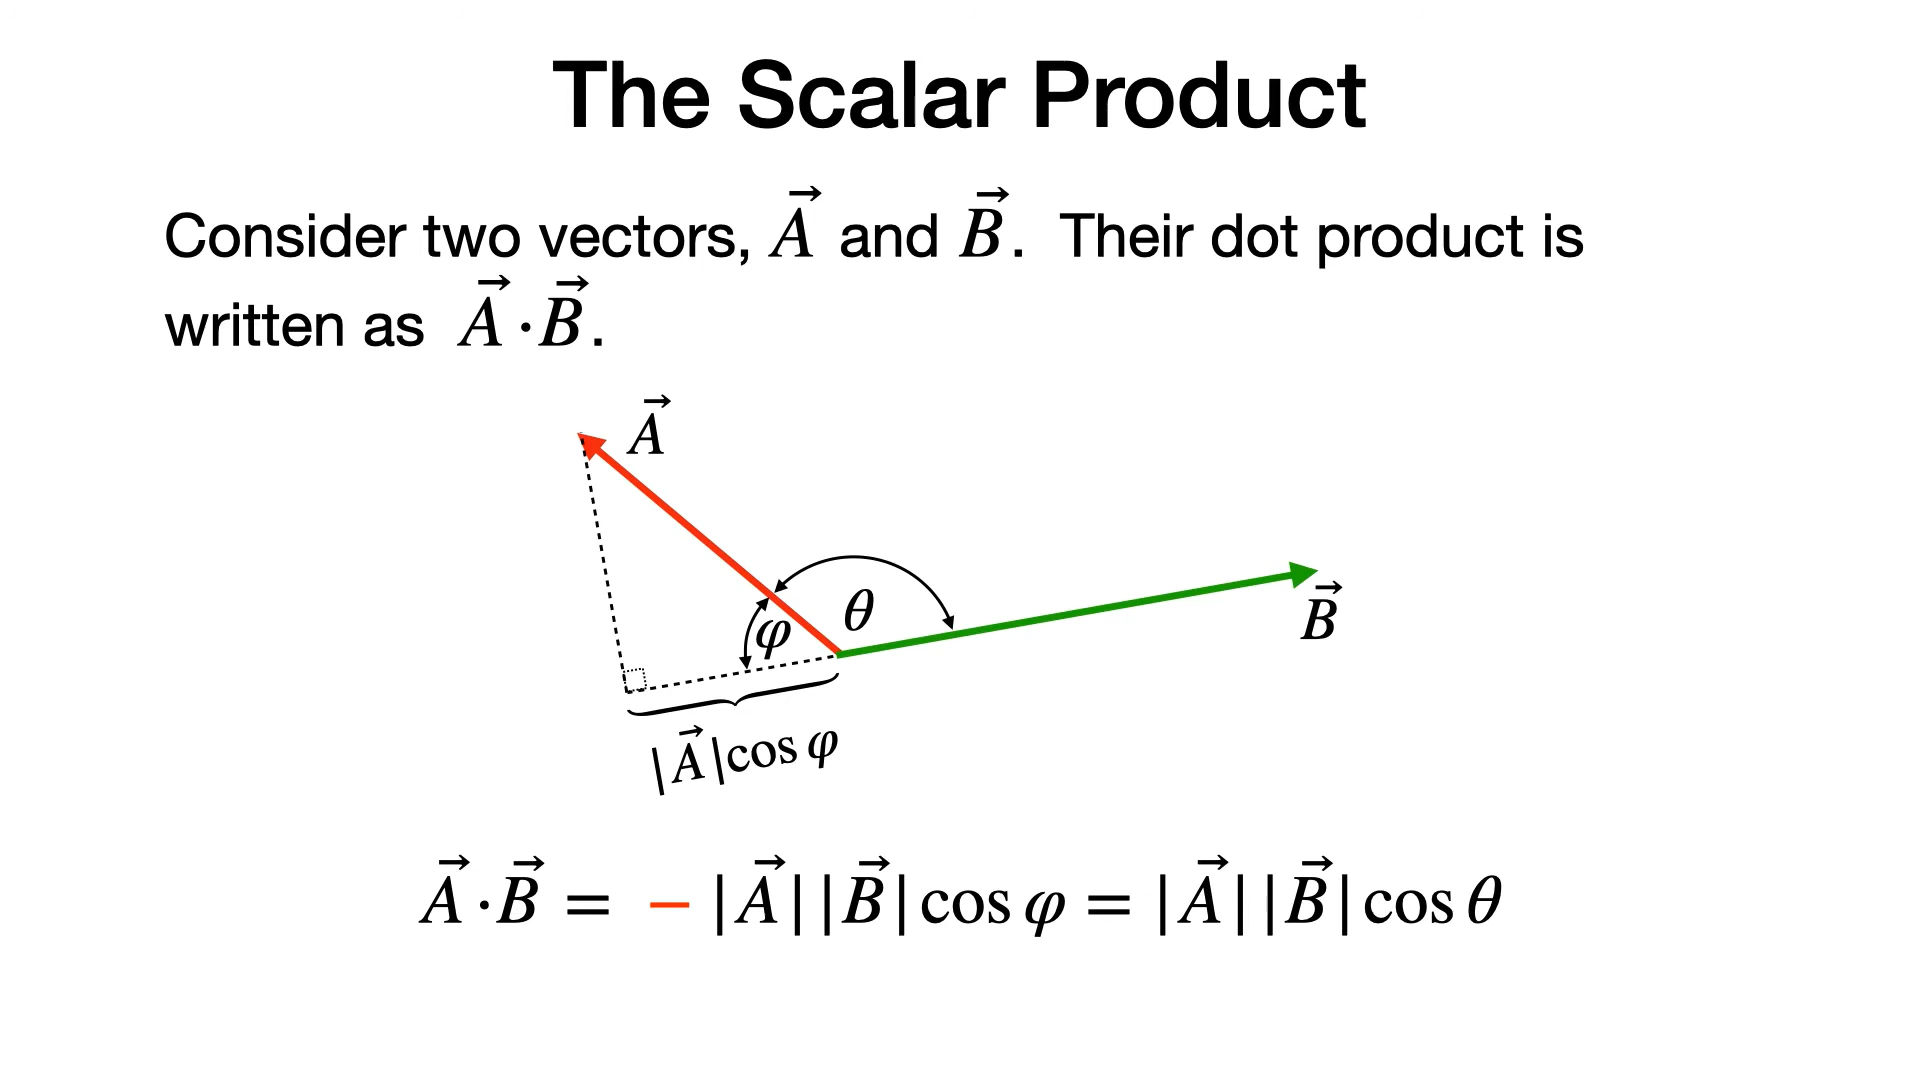 The Scalar Product
Consider two vectors, A⃗ and B⃗. Their dot product is
written as A⃗ · B⃗.
A⃗
θ
φ
B⃗
|A⃗|cos φ
A⃗ · B⃗ = − |A⃗||B⃗|cos φ = |A⃗||B⃗|cos θ